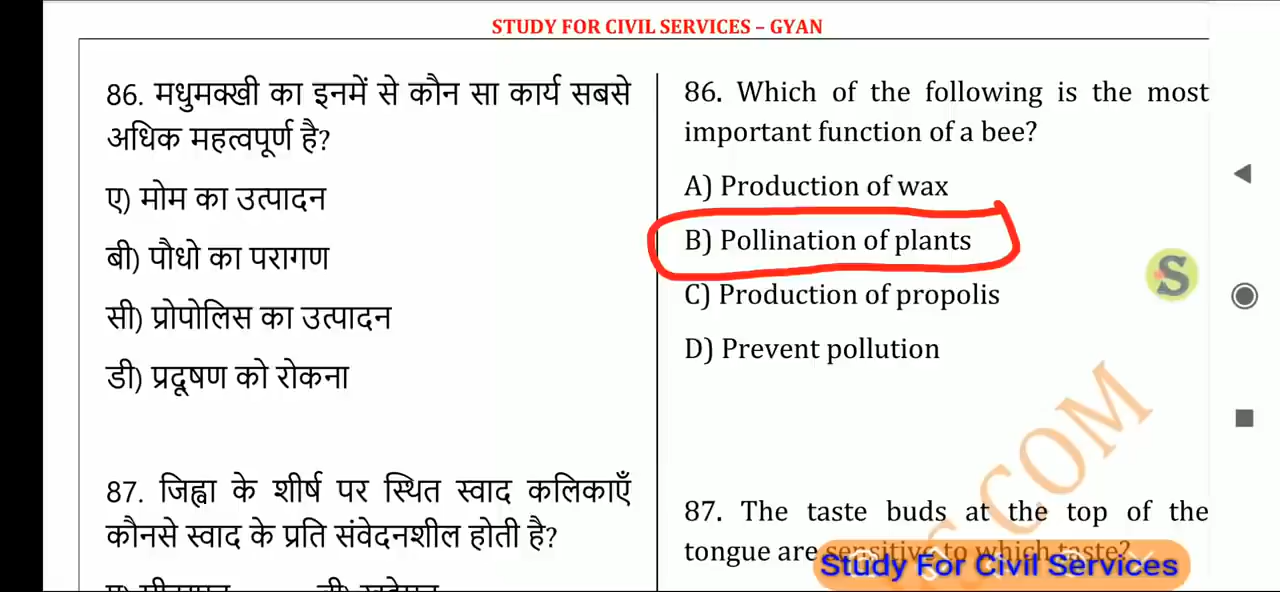 STUDY FOR CIVIL SERVICES – GYAN
86. मधुमक्खी का इनमें से कौन सा कार्य सबसे
अधिक महत्वपूर्ण है?
ए) मोम का उत्पादन
बी) पौधो का परागण
सी) प्रोपोलिस का उत्पादन
डी) प्रदूषण को रोकना
87. जिह्वा के शीर्ष पर स्थित स्वाद कलिकाएँ
कौनसे स्वाद के प्रति संवेदनशील होती है?
86. Which of the following is the most
important function of a bee?
A) Production of wax
B) Pollination of plants
C) Production of propolis
D) Prevent pollution
87. The taste buds at the top of the
tongue are sensitive to which taste?
S
.COM
Study For Civil Services